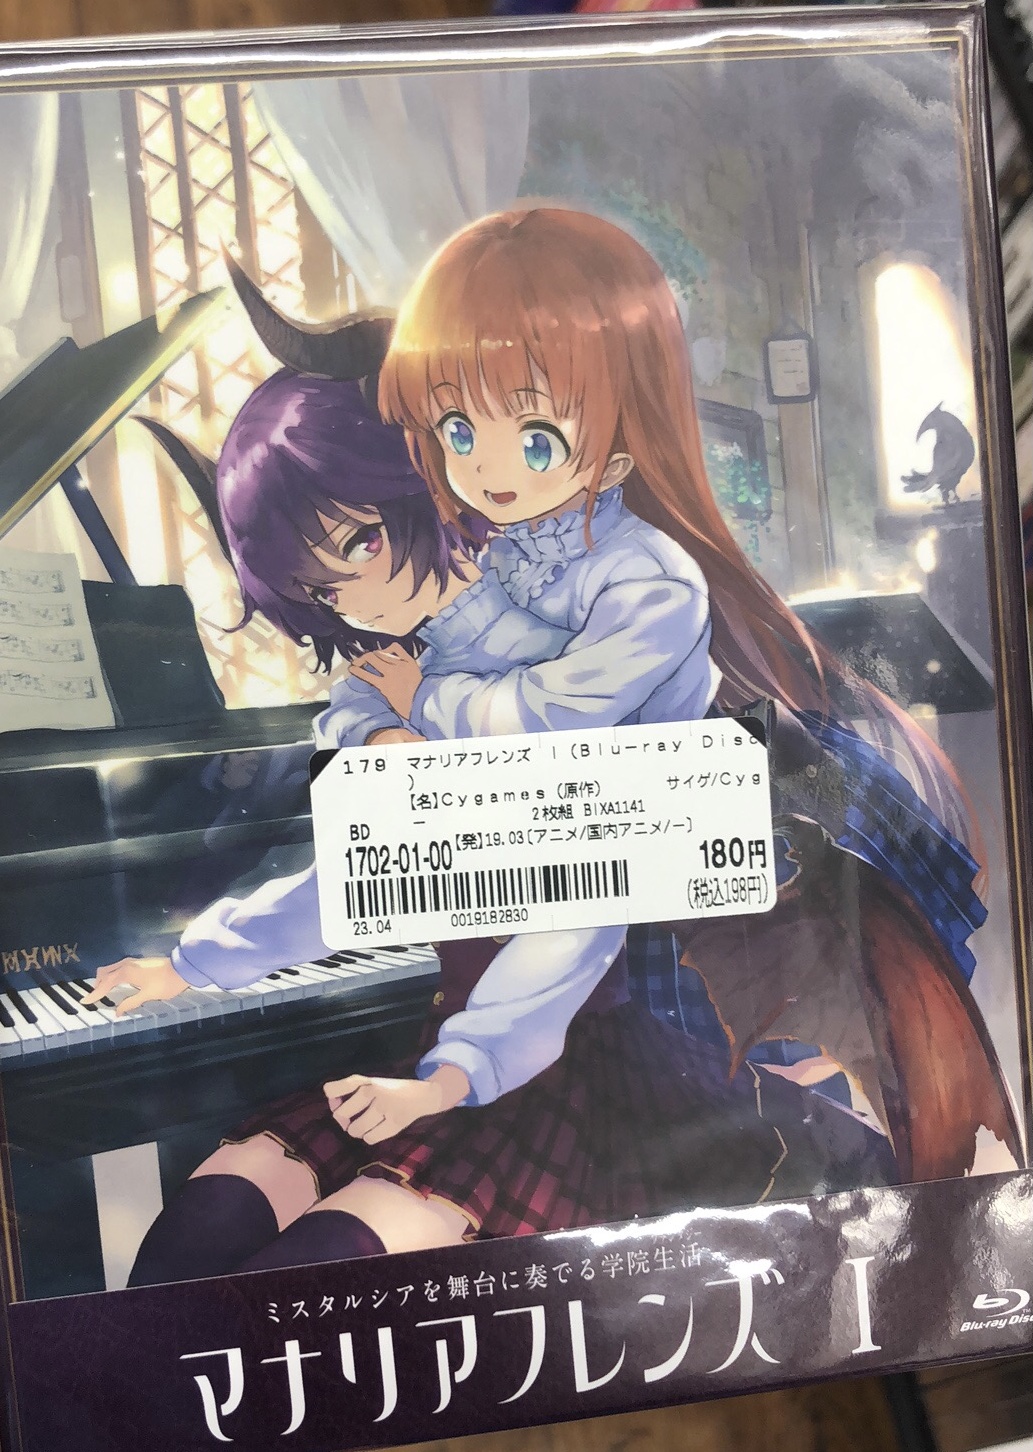 179 マナリアフレンズ I(Blu-ray Disc
)
【名】Cygames(原作) サイゲ/Cyg
ー 2枚組 BIXA1141
BD 【発】19.03〔アニメ/国内アニメ/ー〕
1702-01-00 180円
(税込198円)
23.04 0019182830
ミスタルシアを舞台に奏でる学院生活
マナリアフレンズ I
Blu-ray Disc